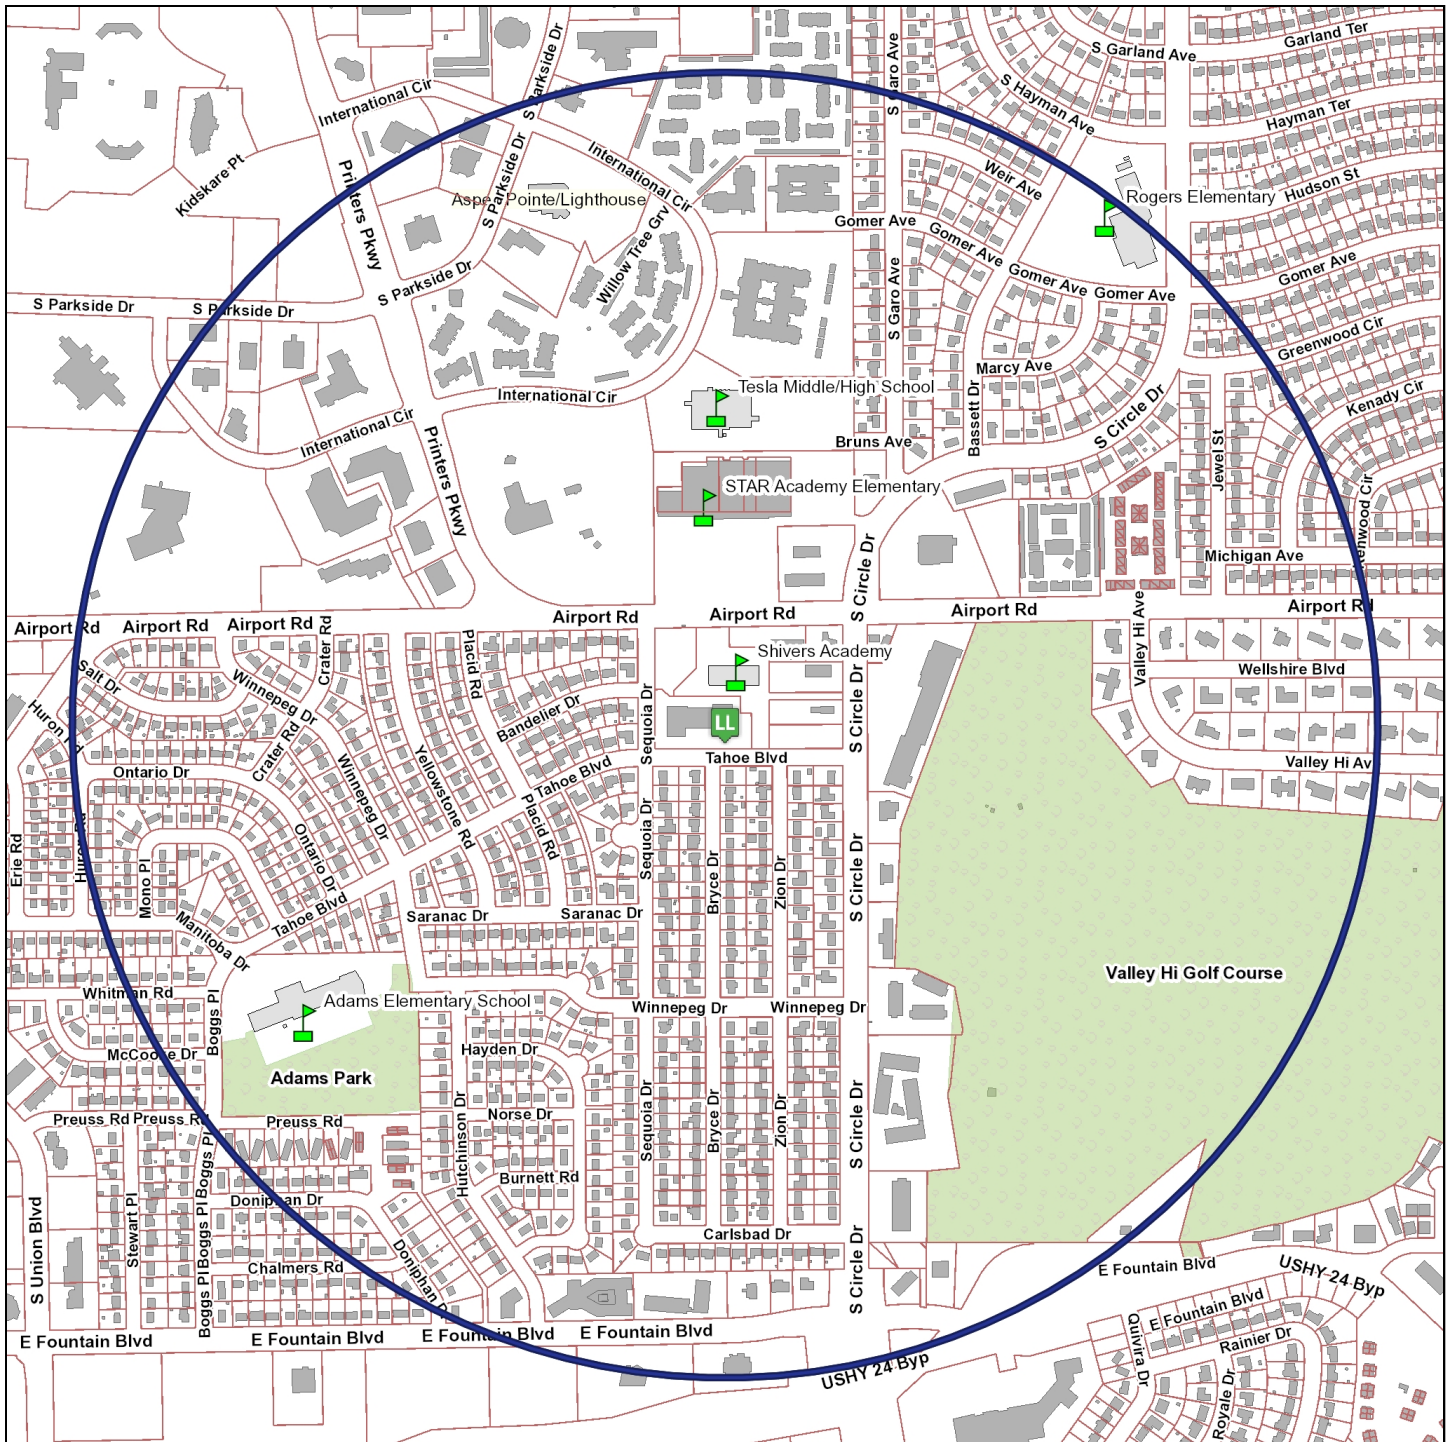 S Parkside Dr
S Garo Ave
S Garland Ave
Garland Ter
International Cir
S Hayman Ave
Hayman Ter
Kidskare Pt
Printers Pkwy
S Parkside Dr
International Cir
Weir Ave
Hudson St
Aspen Pointe/Lighthouse
Rogers Elementary
Willow Tree Grv
Gomer Ave
Gomer Ave
Gomer Ave
Gomer Ave
Gomer Ave
S Parkside Dr
S Parkside Dr
S Parkside Dr
S Garo Ave
Greenwood Cir
Marcy Ave
Bassett Dr
Tesla Middle/High School
International Cir
S Circle Dr
Kenady Cir
International Cir
Printers Pkwy
Bruns Ave
Jewel St
STAR Academy Elementary
Kenwood Cir
S Circle Dr
Michigan Ave
Airport Rd
Airport Rd
Airport Rd
Airport Rd
Airport Rd
Airport Rd
Airport Rd
Crater Rd
Placid Rd
Valley Hi Ave
Shivers Academy
Wellshire Blvd
Salt Dr
Winnepeg Dr
Huron Rd
Bandelier Dr
Sequoia Dr
S Circle Dr
LL
Crater Rd
Winnepeg Dr
Yellowstone Rd
Tahoe Blvd
Tahoe Blvd
Valley Hi Av
Ontario Dr
Placid Rd
Erie Rd
Huron Rd
Mono Pl
Ontario Dr
Sequoia Dr
Bryce Dr
Zion Dr
S Circle Dr
Manitoba Dr
Tahoe Blvd
Saranac Dr
Saranac Dr
Valley Hi Golf Course
Whitman Rd
Boggs Pl
Adams Elementary School
Winnepeg Dr
Winnepeg Dr
McCoole Dr
Hayden Dr
Adams Park
Preuss Rd
Preuss Rd
Preuss Rd
Norse Dr
Hutchinson Dr
Sequoia Dr
Bryce Dr
Zion Dr
S Circle Dr
Burnett Rd
S Union Blvd
Stewart Pl
Boggs Pl
Boggs Pl
Boggs Pl
Doniphan Dr
Carlsbad Dr
Chalmers Rd
Doniphan Dr
S Circle Dr
E Fountain Blvd
USHY 24 Byp
E Fountain Blvd
E Fountain Blvd
E Fountain Blvd
E Fountain Blvd
E Fountain Blvd
Quivira Dr
Rainier Dr
USHY 24 Byp
Royale Dr